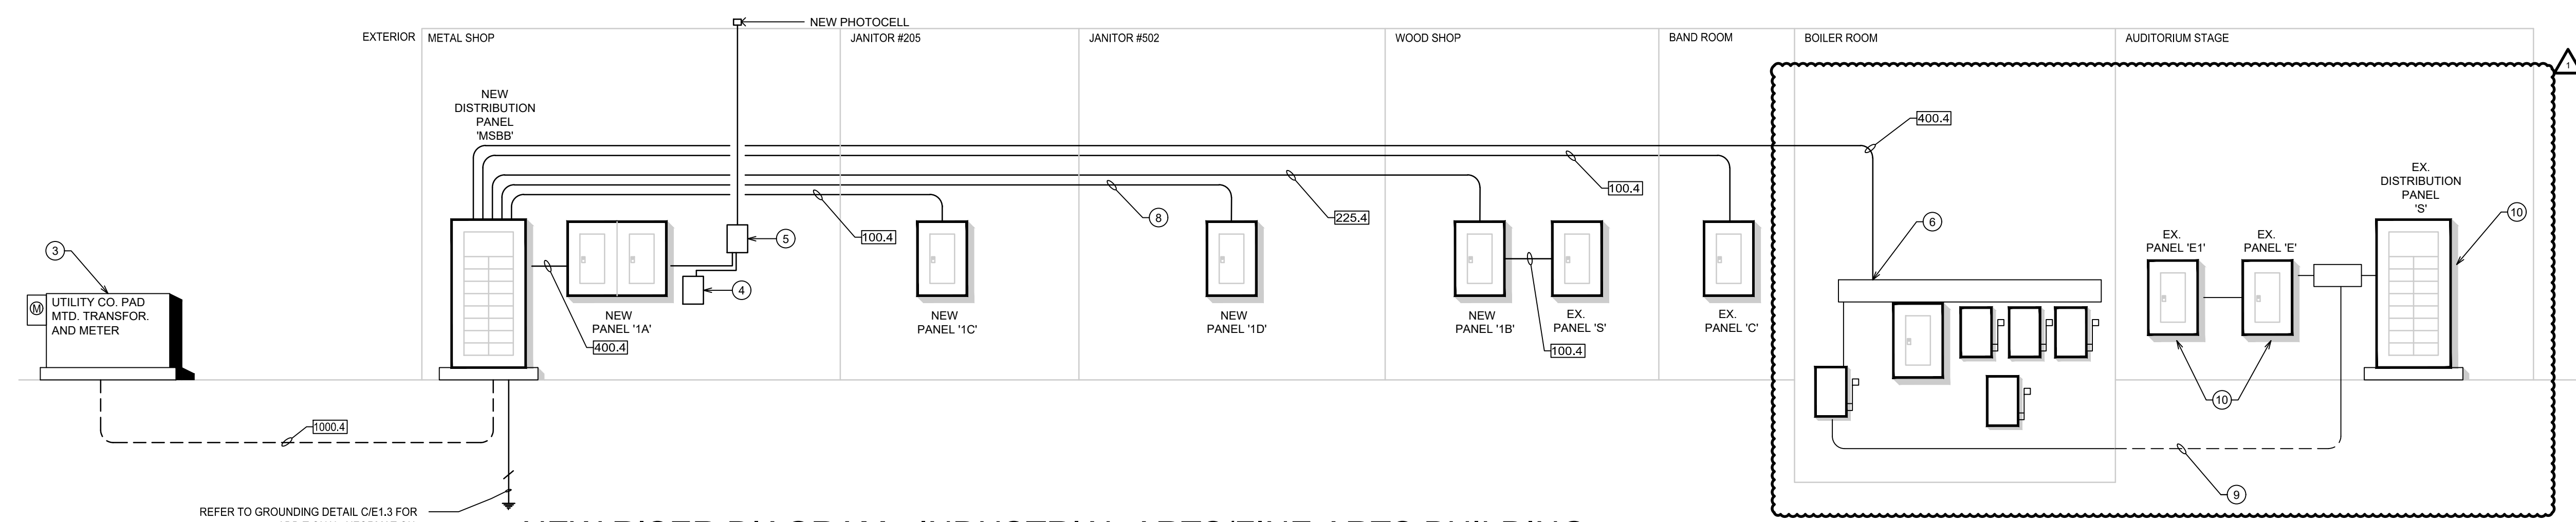 NEW PHOTOCELL
EXTERIOR
METAL SHOP
JANITOR #205
JANITOR #502
WOOD SHOP
BAND ROOM
BOILER ROOM
AUDITORIUM STAGE
1
NEW
DISTRIBUTION
PANEL
'MSBB'
400.4
100.4
EX.
DISTRIBUTION
PANEL
'S'
10
8
225.4
100.4
5
6
3
EX.
PANEL 'E1'
EX.
PANEL 'E'
4
M
UTILITY CO. PAD
MTD. TRANSFOR.
AND METER
NEW
PANEL '1A'
NEW
PANEL '1C'
NEW
PANEL '1D'
NEW
PANEL '1B'
EX.
PANEL 'S'
EX.
PANEL 'C'
400.4
100.4
10
1000.4
9
REFER TO GROUNDING DETAIL C/E1.3 FOR